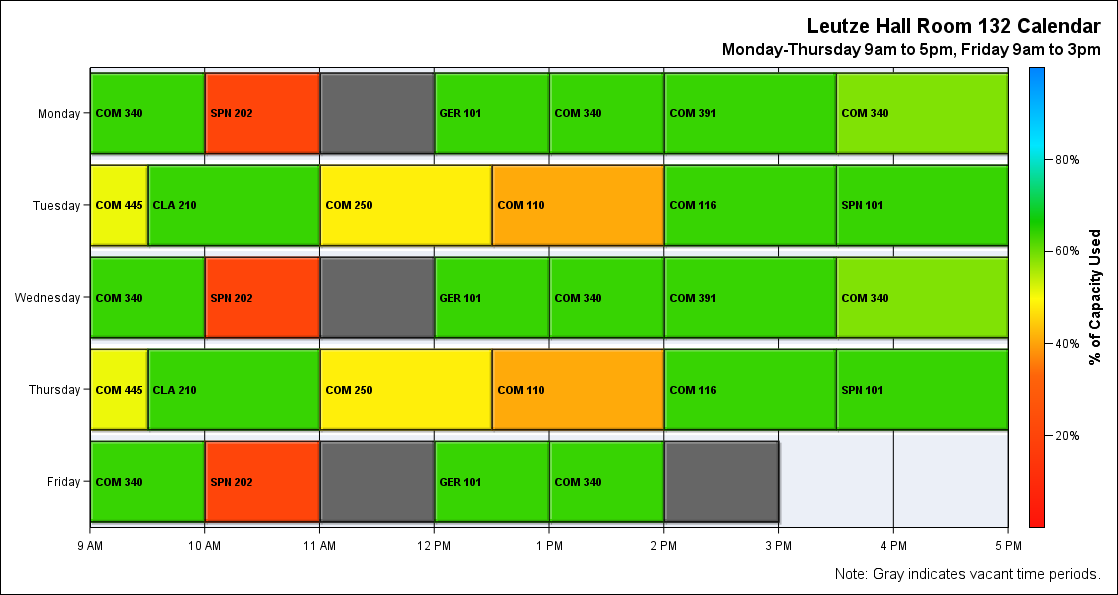 Leutze Hall Room 132 Calendar
Monday-Thursday 9am to 5pm, Friday 9am to 3pm
Monday
COM 340
SPN 202
GER 101
COM 340
COM 391
COM 340
Tuesday
COM 445
CLA 210
COM 250
COM 110
COM 116
SPN 101
Wednesday
COM 340
SPN 202
GER 101
COM 340
COM 391
COM 340
Thursday
COM 445
CLA 210
COM 250
COM 110
COM 116
SPN 101
Friday
COM 340
SPN 202
GER 101
COM 340
9 AM
10 AM
11 AM
12 PM
1 PM
2 PM
3 PM
4 PM
5 PM
80%
60%
40%
20%
% of Capacity Used
Note: Gray indicates vacant time periods.